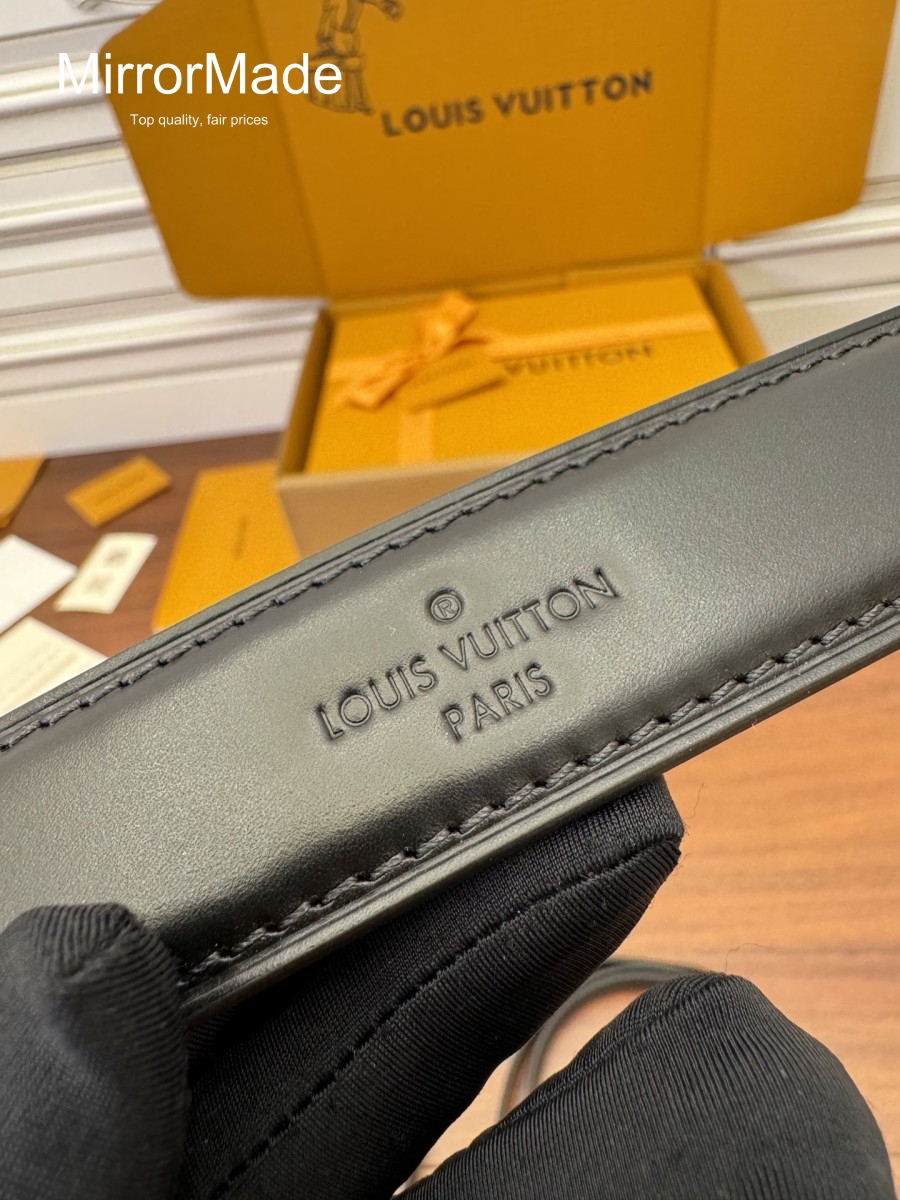 MirrorMade
Top quality, fair prices
LOUIS VUITTON
VUITTON
®
LOUIS VUITTON
PARIS